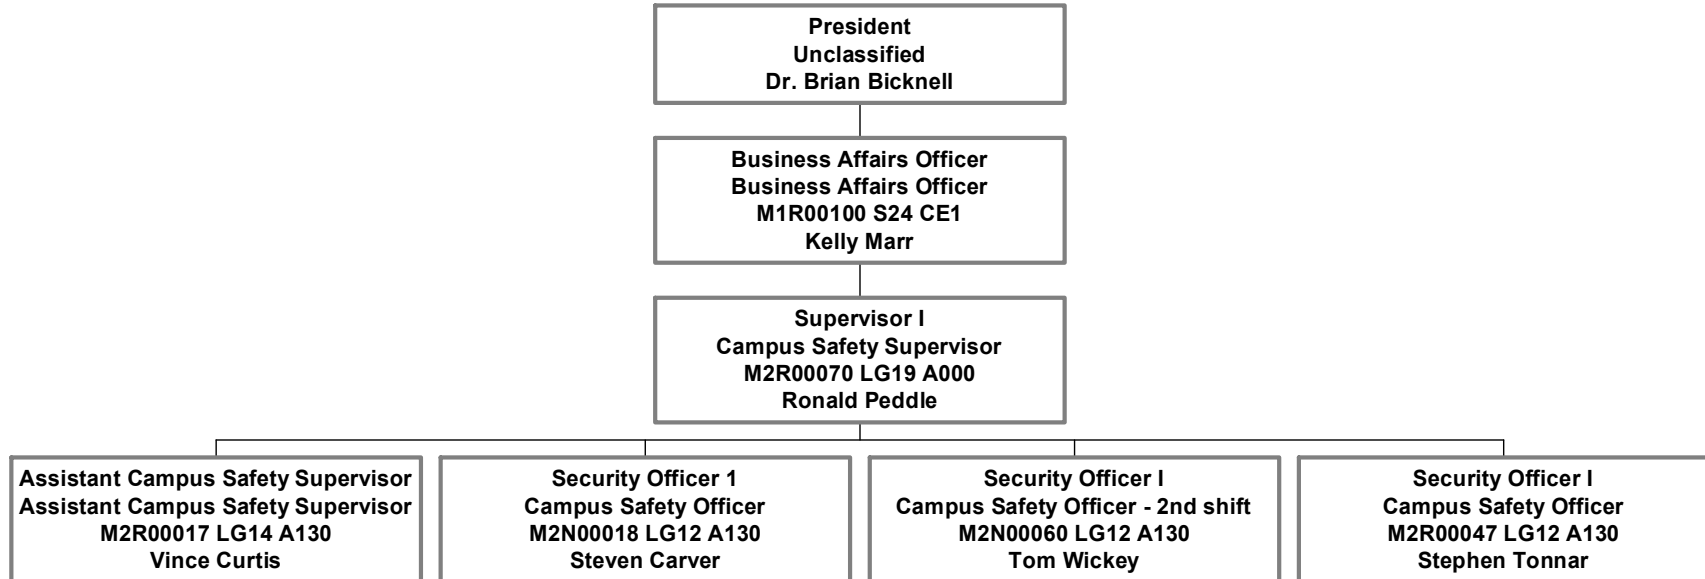 President
Unclassified
Dr. Brian Bicknell
Business Affairs Officer
Business Affairs Officer
M1R00100 S24 CE1
Kelly Marr
Supervisor I
Campus Safety Supervisor
M2R00070 LG19 A000
Ronald Peddle
Assistant Campus Safety Supervisor
Assistant Campus Safety Supervisor
M2R00017 LG14 A130
Vince Curtis
Security Officer 1
Campus Safety Officer
M2N00018 LG12 A130
Steven Carver
Security Officer I
Campus Safety Officer - 2nd shift
M2N00060 LG12 A130
Tom Wickey
Security Officer I
Campus Safety Officer
M2R00047 LG12 A130
Stephen Tonnar